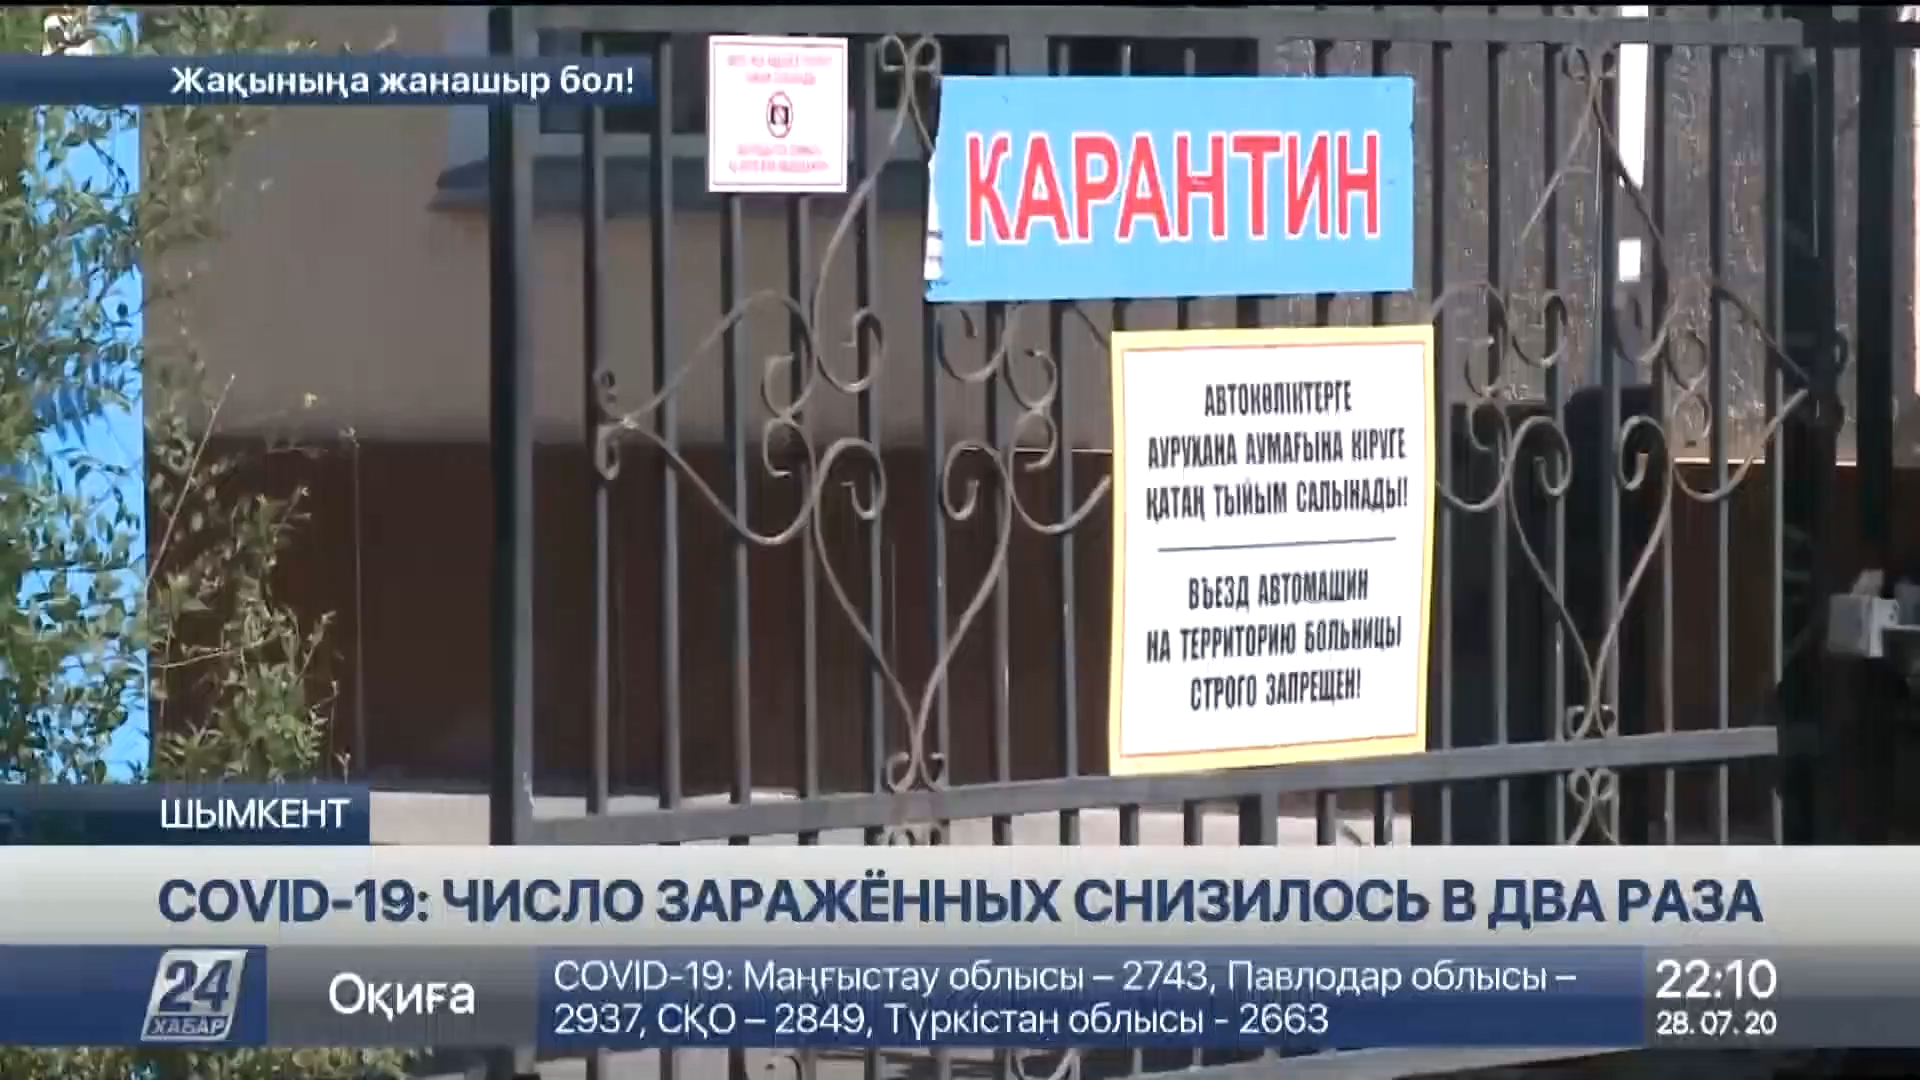 Жақыныңа жанашыр бол!
КАРАНТИН
АВТОКӨЛІКТЕРГЕ
АУРУХАНА АУМАҒЫНА КІРУГЕ
ҚАТАҢ ТЫЙЫМ САЛЫНАДЫ!
ВЪЕЗД АВТОМАШИН
НА ТЕРРИТОРИЮ БОЛЬНИЦЫ
СТРОГО ЗАПРЕЩЕН!
ШЫМКЕНТ
COVID-19: ЧИСЛО ЗАРАЖЁННЫХ СНИЗИЛОСЬ В ДВА РАЗА
24
ХАБАР
Оқиға
COVID-19: Маңғыстау облысы – 2743, Павлодар облысы –
2937, СҚО – 2849, Түркістан облысы - 2663
22:10
28.07.20